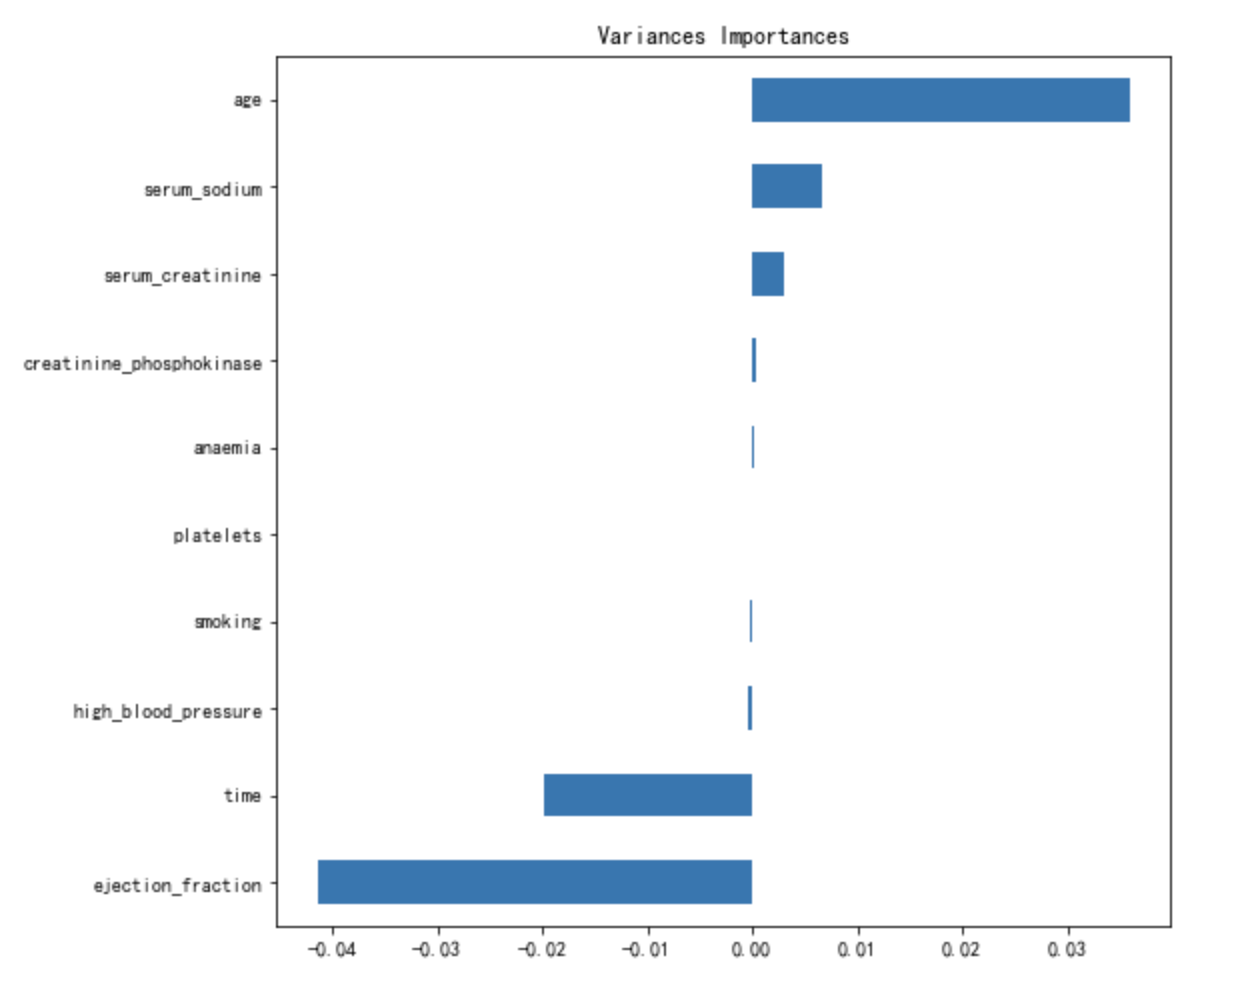 Variances Importances
age
serum_sodium
serum_creatinine
creatinine_phosphokinase
anaemia
platelets
smoking
high_blood_pressure
time
ejection_fraction
-0.04 -0.03 -0.02 -0.01 0.00 0.01 0.02 0.03